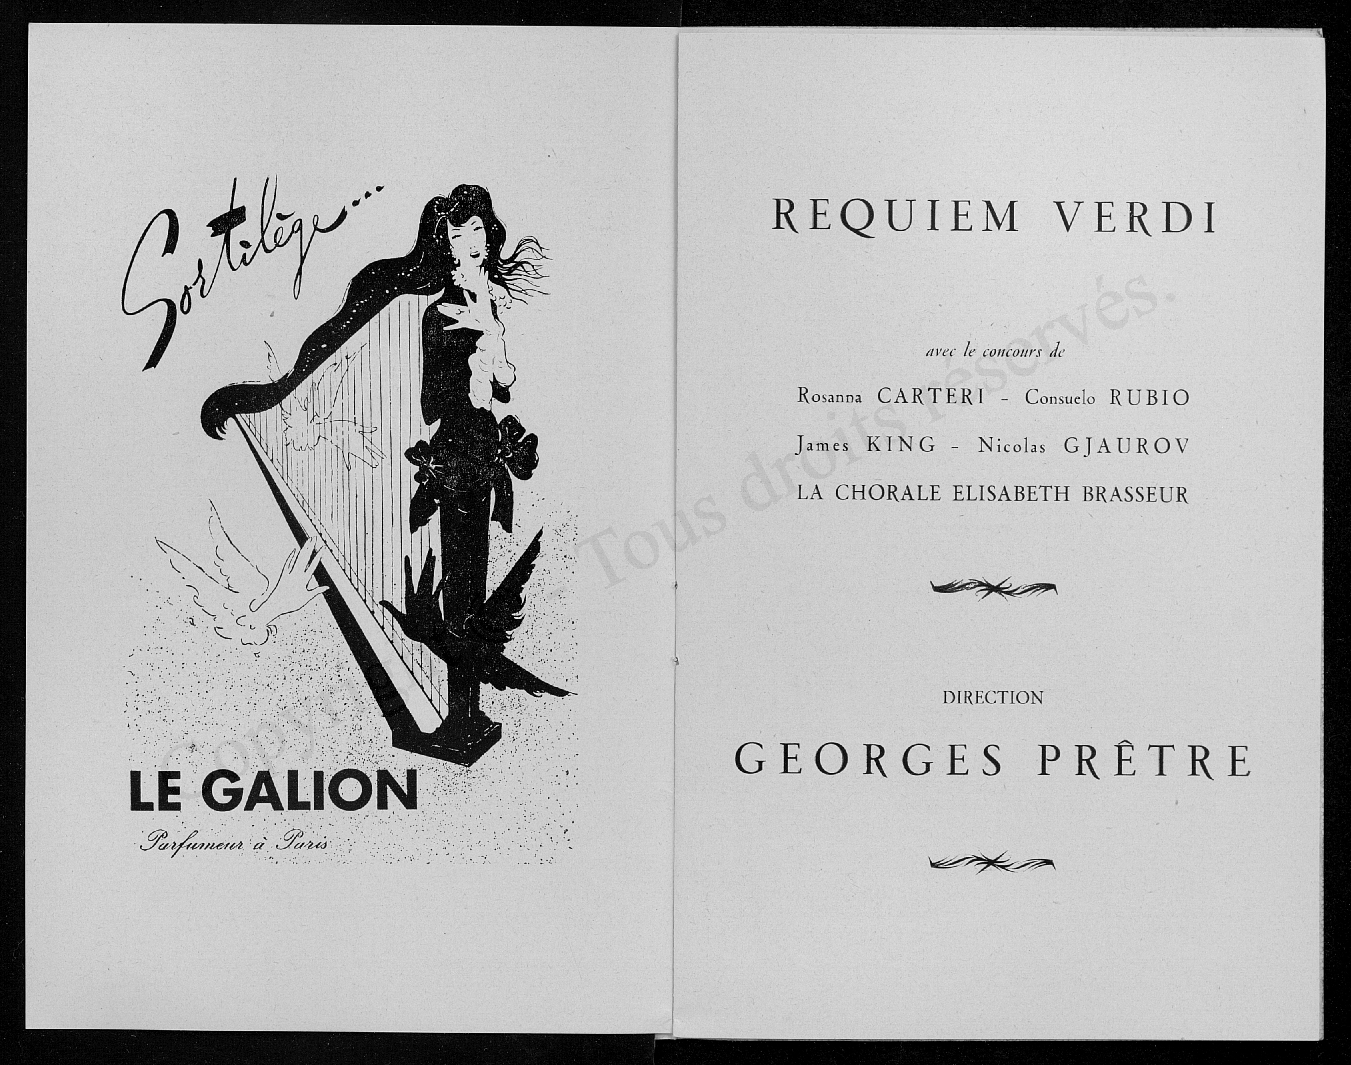 Sortilège...
LE GALION
Parfumeur à Paris
REQUIEM VERDI
avec le concours de
Rosanna CARTERI - Consuelo RUBIO
James KING - Nicolas GJAUROV
LA CHORALE ELISABETH BRASSEUR
DIRECTION
GEORGES PRÊTRE
Copyright Tous droits réservés.